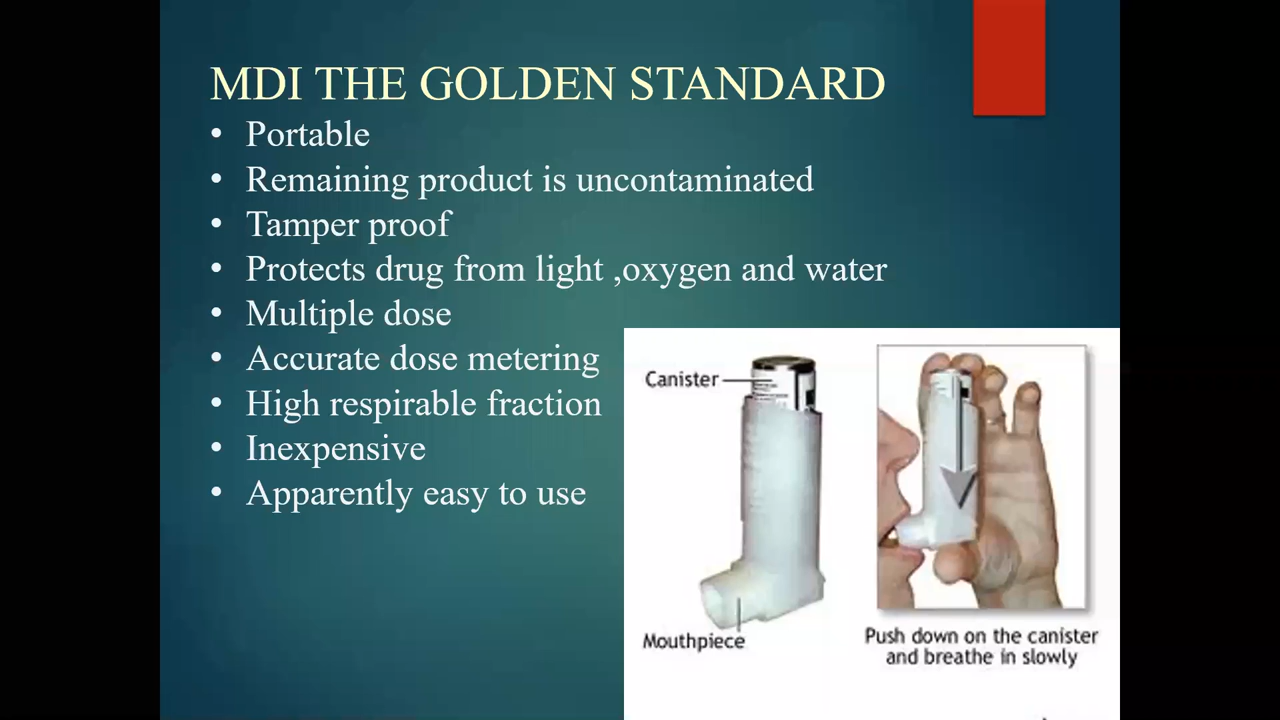 MDI THE GOLDEN STANDARD
• Portable
• Remaining product is uncontaminated
• Tamper proof
• Protects drug from light ,oxygen and water
• Multiple dose
• Accurate dose metering
• High respirable fraction
• Inexpensive
• Apparently easy to use
Canister
Mouthpiece
Push down on the canister
and breathe in slowly